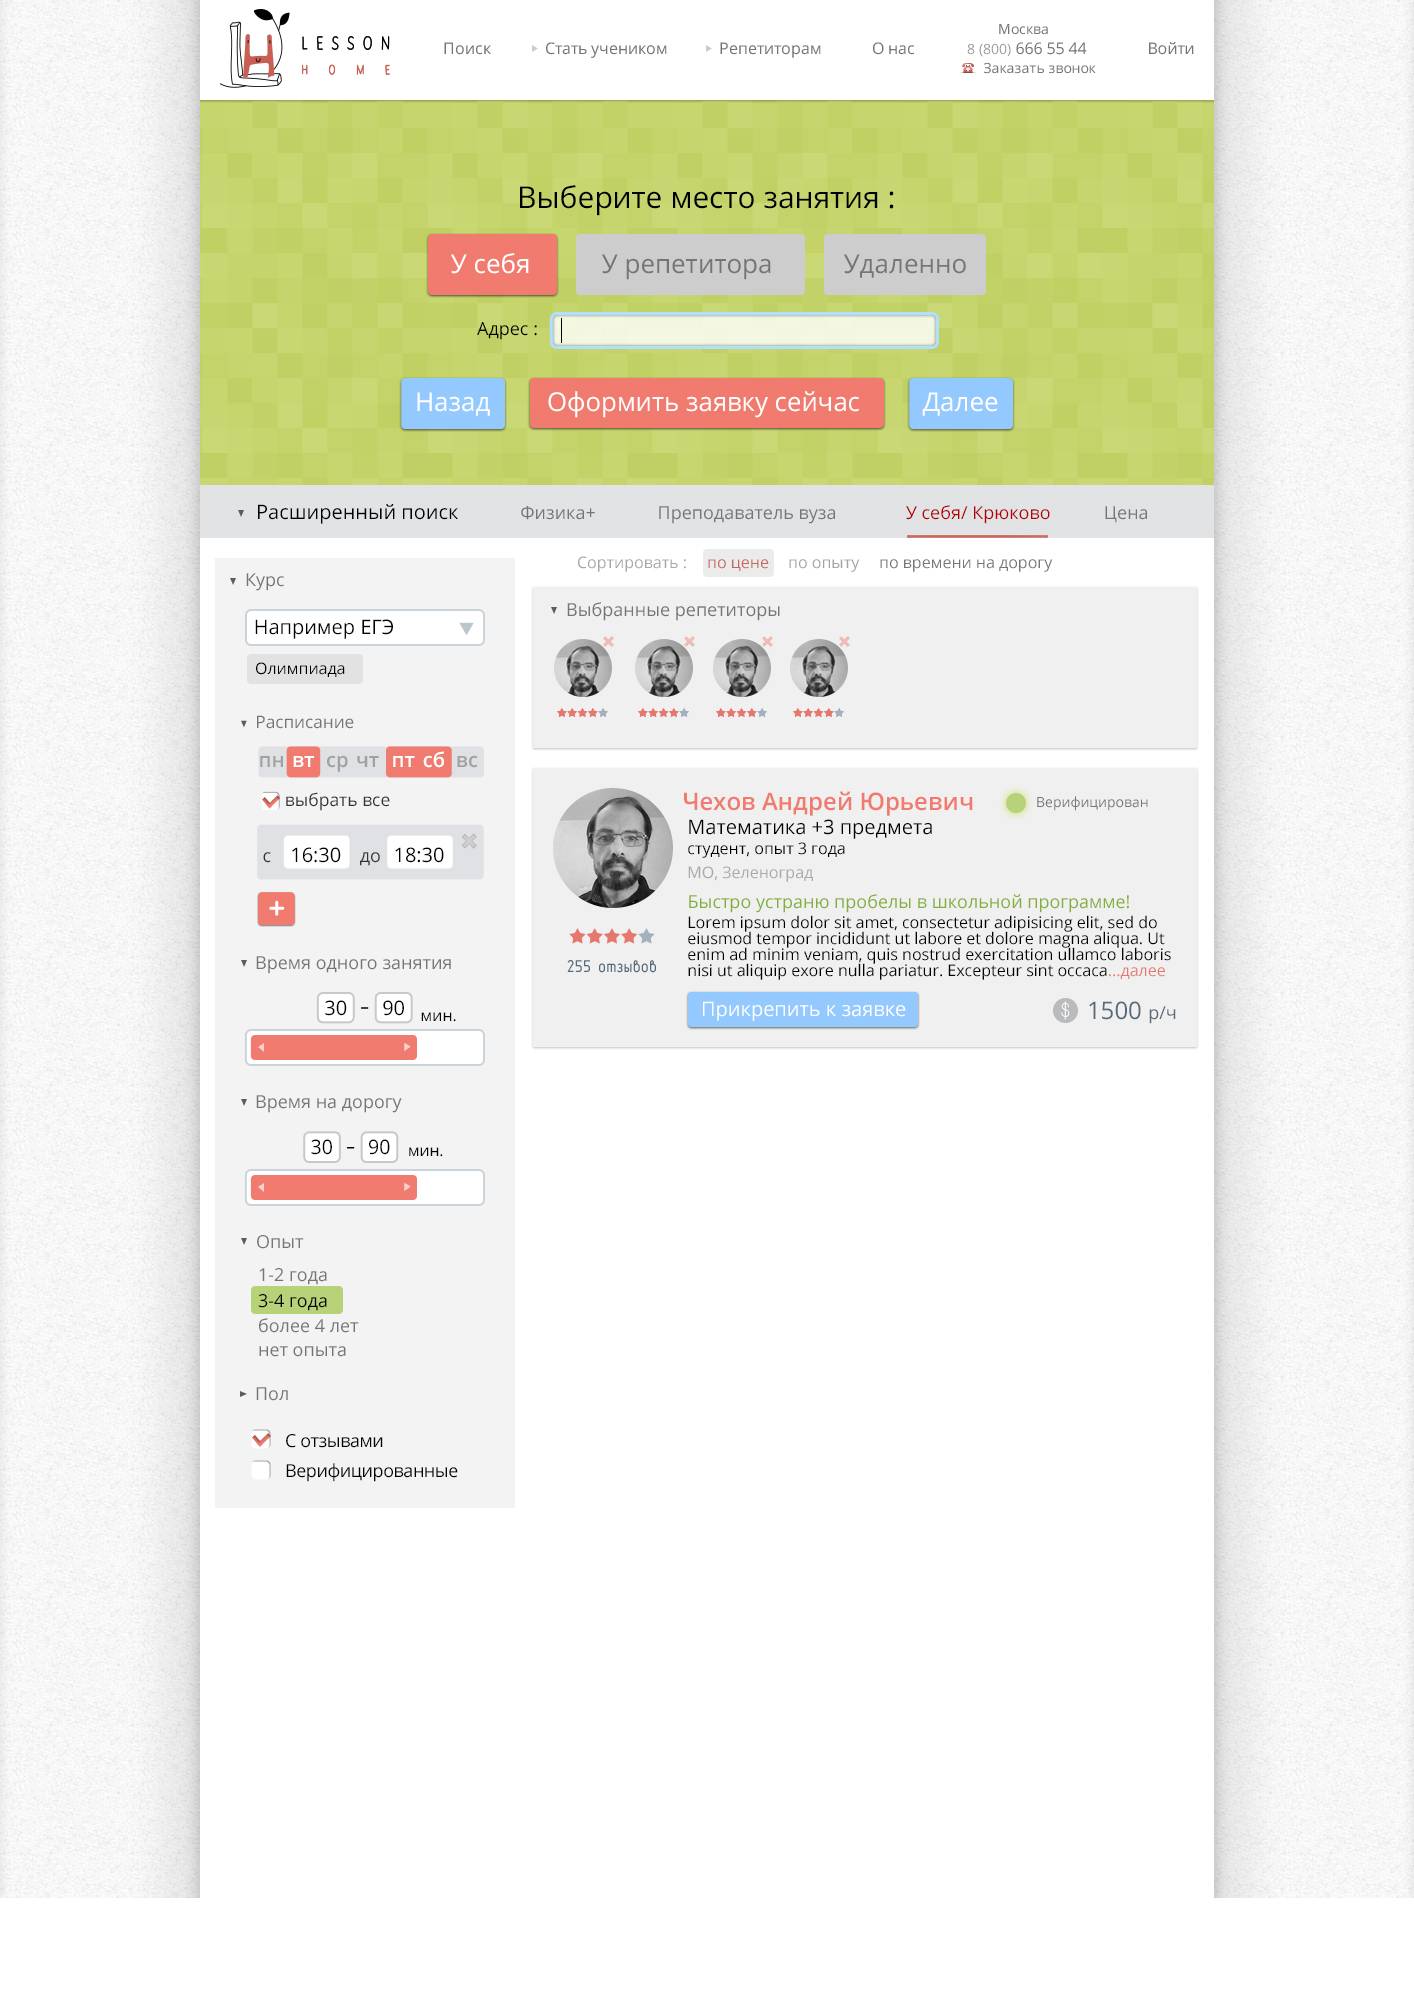 LESSON
HOME
Поиск
Стать учеником
Репетиторам
О нас
Москва
8 (800) 666 55 44
Заказать звонок
Войти
Выберите место занятия :
У себя
У репетитора
Удаленно
Адрес :
Назад
Оформить заявку сейчас
Далее
Расширенный поиск
Физика+
Преподаватель вуза
У себя/ Крюково
Цена
Курс
Например ЕГЭ
Олимпиада
Расписание
пн вт ср чт пт сб вс
выбрать все
с 16:30 до 18:30
+
Время одного занятия
30 - 90 мин.
Время на дорогу
30 - 90 мин.
Опыт
1-2 года
3-4 года
более 4 лет
нет опыта
Пол
С отзывами
Верифицированные
Сортировать : по цене по опыту по времени на дорогу
Выбранные репетиторы
Чехов Андрей Юрьевич
Верифицирован
Математика +3 предмета
студент, опыт 3 года
МО, Зеленоград
Быстро устраню пробелы в школьной программе!
Lorem ipsum dolor sit amet, consectetur adipisicing elit, sed do
eiusmod tempor incididunt ut labore et dolore magna aliqua. Ut
enim ad minim veniam, quis nostrud exercitation ullamco laboris
nisi ut aliquip exore nulla pariatur. Excepteur sint occaca...далее
255 отзывов
Прикрепить к заявке
$ 1500 р/ч